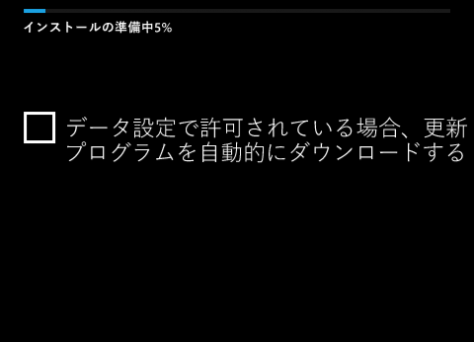 インストールの準備中5%
データ設定で許可されている場合、更新
プログラムを自動的にダウンロードする